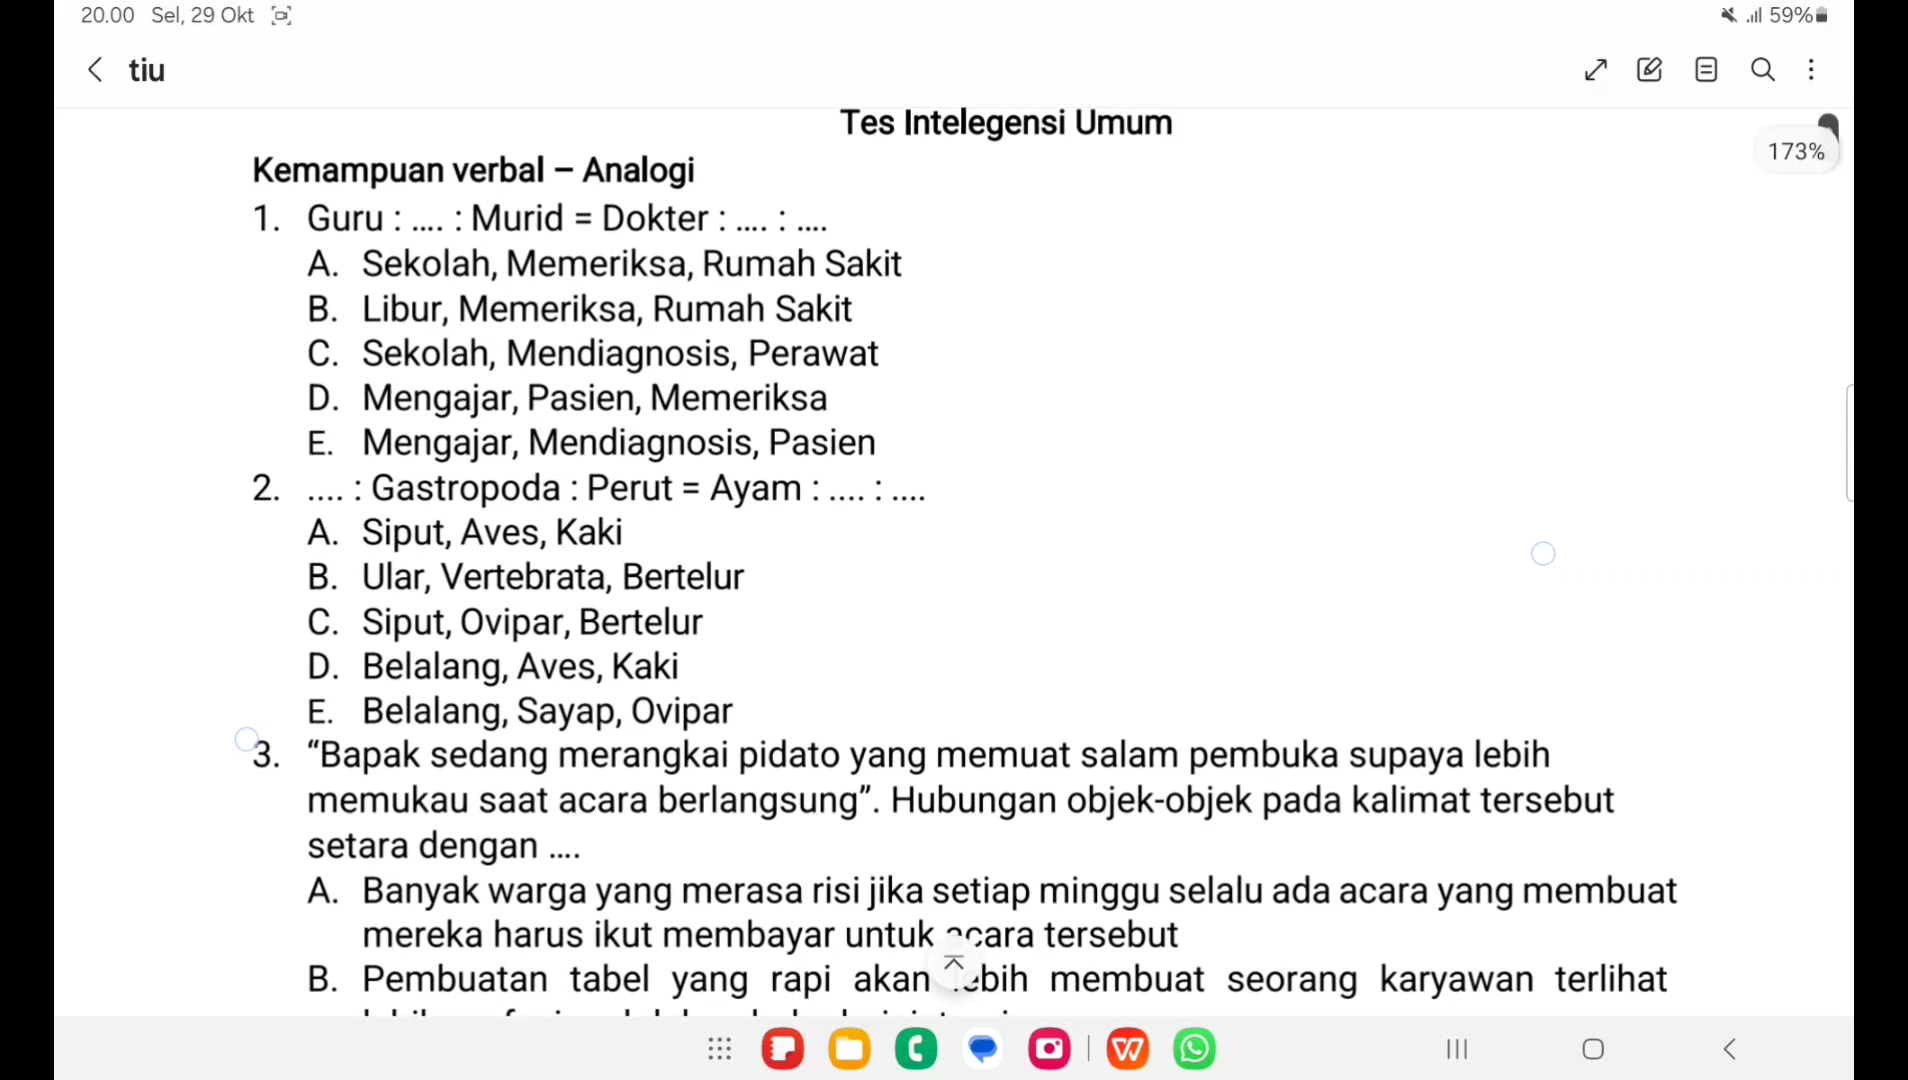 20.00 Sel, 29 Okt
59%
tiu
Tes Intelegensi Umum
173%
Kemampuan verbal – Analogi
1. Guru : .... : Murid = Dokter : .... : ....
A. Sekolah, Memeriksa, Rumah Sakit
B. Libur, Memeriksa, Rumah Sakit
C. Sekolah, Mendiagnosis, Perawat
D. Mengajar, Pasien, Memeriksa
E. Mengajar, Mendiagnosis, Pasien
2. .... : Gastropoda : Perut = Ayam : .... : ....
A. Siput, Aves, Kaki
B. Ular, Vertebrata, Bertelur
C. Siput, Ovipar, Bertelur
D. Belalang, Aves, Kaki
E. Belalang, Sayap, Ovipar
3. “Bapak sedang merangkai pidato yang memuat salam pembuka supaya lebih
memukau saat acara berlangsung”. Hubungan objek-objek pada kalimat tersebut
setara dengan ....
A. Banyak warga yang merasa risi jika setiap minggu selalu ada acara yang membuat
mereka harus ikut membayar untuk acara tersebut
B. Pembuatan tabel yang rapi akan lebih membuat seorang karyawan terlihat